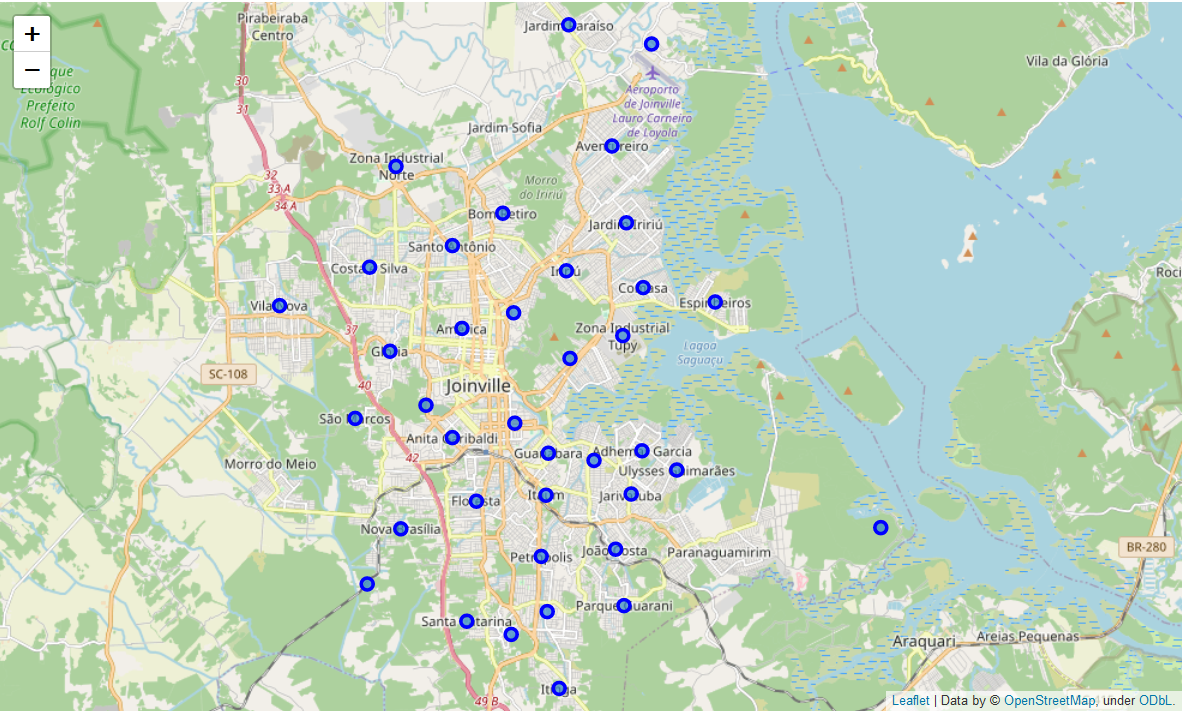 +
−
Pirabeiraba
Centro
Jardim Paraíso
Vila da Glória
30
31
Parque
Ecológico
Prefeito
Rolf Colin
Aeroporto
de Joinville
Lauro Carneiro
de Loyola
Jardim Sofia
Aventureiro
Zona Industrial
Norte
32
33 A
34 A
Morro
do Iririú
Bom Retiro
Jardim Iririú
Santo Antônio
Costa e Silva
Iririú
Comasa
Espinheiros
Vila Nova
37
América
Zona Industrial
Tupy
Lagoa
Saguaçu
Glória
SC-108
40
Joinville
São Marcos
Anita Garibaldi
42
Guanabara
Adhemar Garcia
Morro do Meio
Ulysses Guimarães
Floresta
Itaum
Jarivatuba
Nova Brasília
Petrópolis
João Costa
Paranaguamirim
BR-280
Parque Guarani
Santa Catarina
Araquari
Areias Pequenas
Itinga
49 B
Leaflet | Data by © OpenStreetMap, under ODbL.